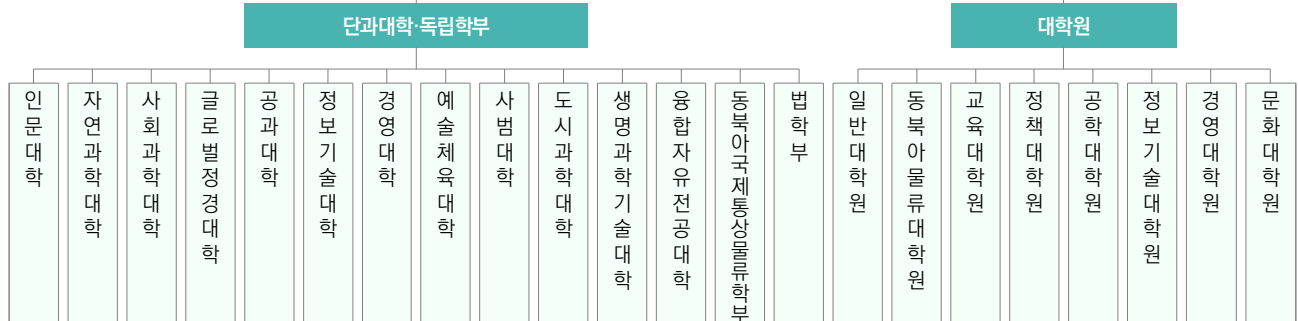 단과대학·독립학부
대학원
인문대학
자연과학대학
사회과학대학
글로벌정경대학
공과대학
정보기술대학
경영대학
예술체육대학
사범대학
도시과학대학
생명과학기술대학
융합자유전공대학
동북아국제통상물류학부
법학부
일반대학원
동북아물류대학원
교육대학원
정책대학원
공학대학원
정보기술대학원
경영대학원
문화대학원